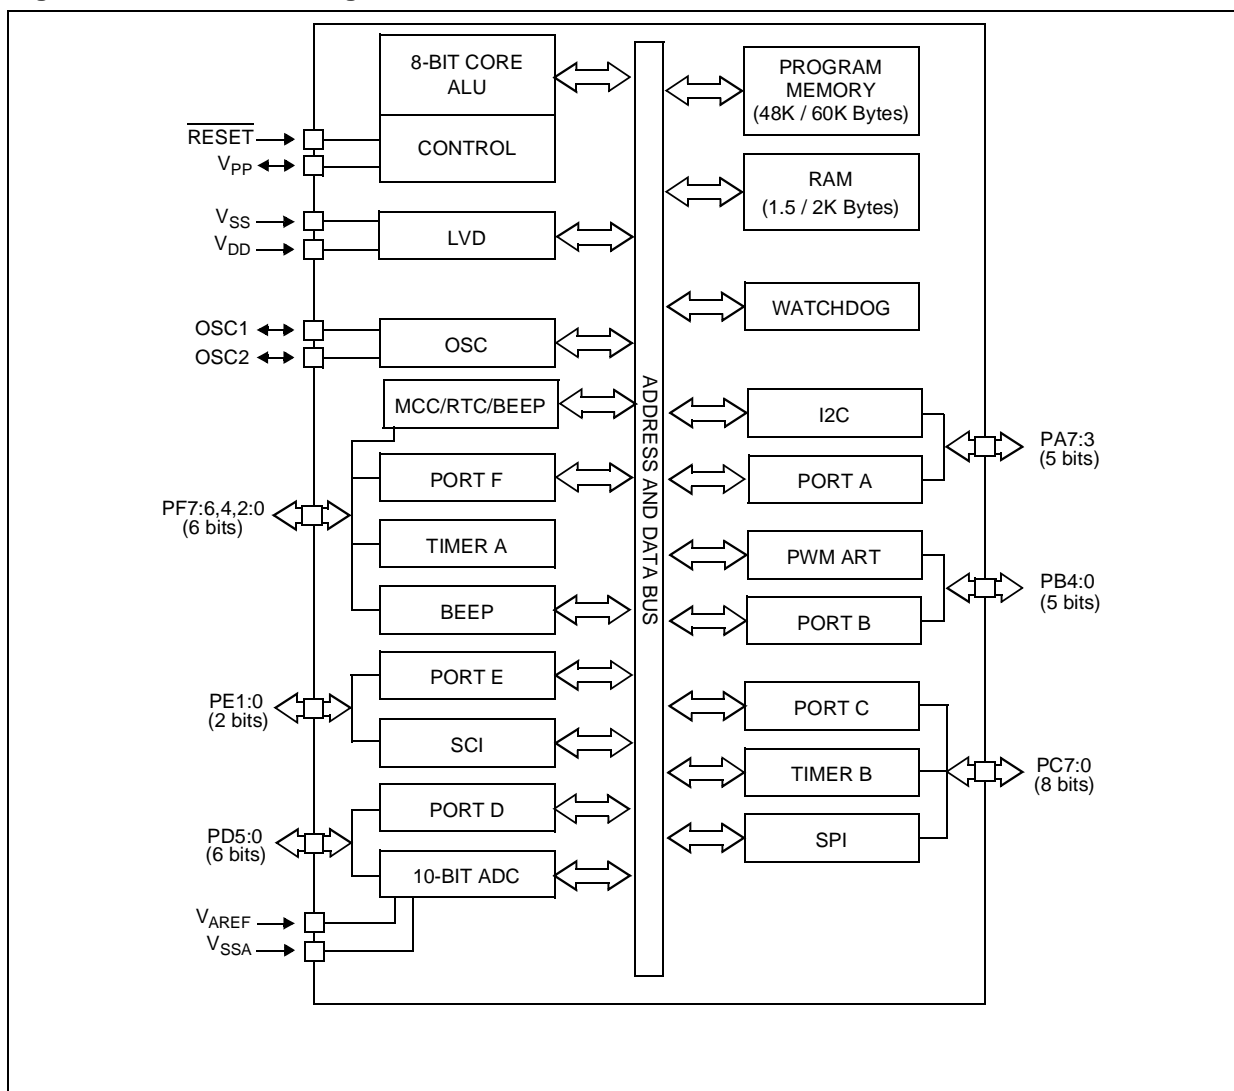 8-BIT CORE
ALU
CONTROL
RESET
VPP
VSS
VDD
LVD
OSC1
OSC2
OSC
MCC/RTC/BEEP
PORT F
PF7:6,4,2:0
(6 bits)
TIMER A
BEEP
PORT E
PE1:0
(2 bits)
SCI
PORT D
PD5:0
(6 bits)
10-BIT ADC
VAREF
VSSA
ADDRESS AND DATA BUS
PROGRAM
MEMORY
(48K / 60K Bytes)
RAM
(1.5 / 2K Bytes)
WATCHDOG
I2C
PORT A
PA7:3
(5 bits)
PWM ART
PORT B
PB4:0
(5 bits)
PORT C
TIMER B
SPI
PC7:0
(8 bits)